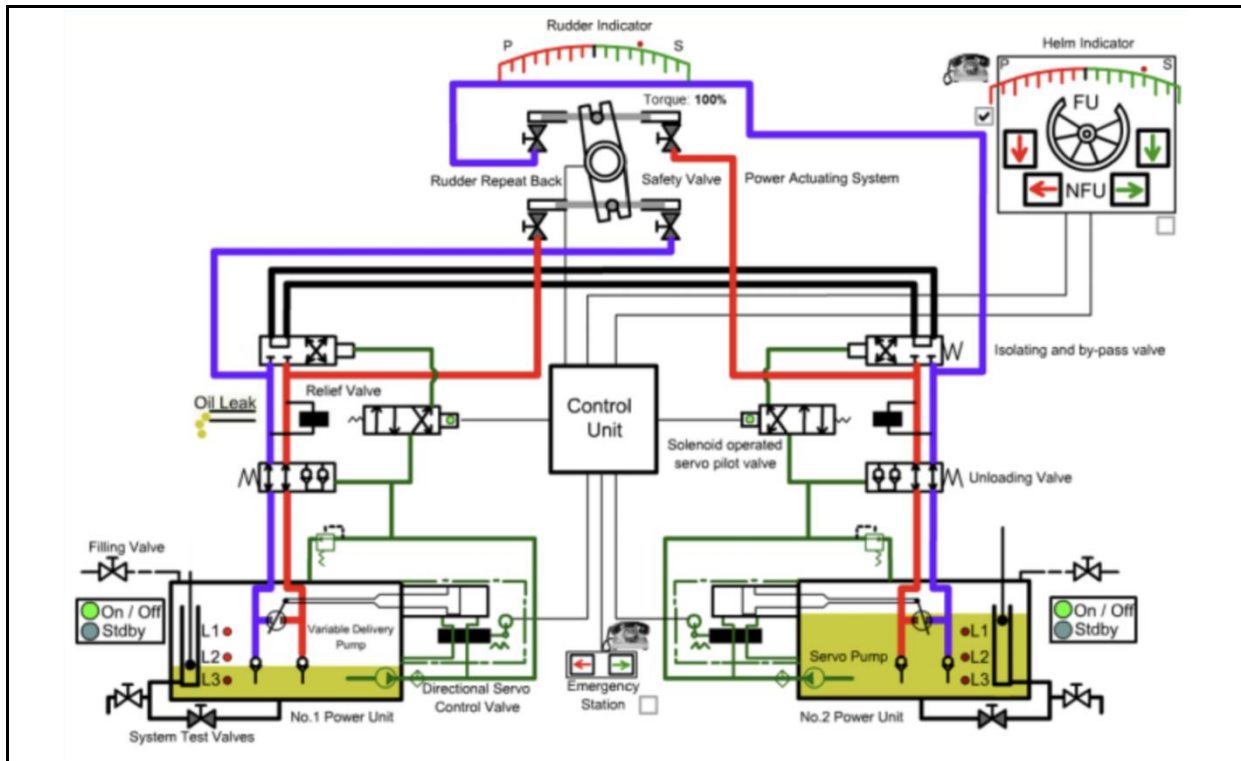 Rudder Indicator
P
S
Helm Indicator
P
S
FU
NFU
Torque: 100%
Rudder Repeat Back
Safety Valve
Power Actuating System
Isolating and by-pass valve
Relief Valve
Oil Leak
Control
Unit
Solenoid operated
servo pilot valve
Unloading Valve
Filling Valve
On / Off
Stdby
L1
L2
L3
Variable Delivery
Pump
Directional Servo
Control Valve
No.1 Power Unit
System Test Valves
Emergency
Station
Servo Pump
L1
L2
L3
No.2 Power Unit
On / Off
Stdby